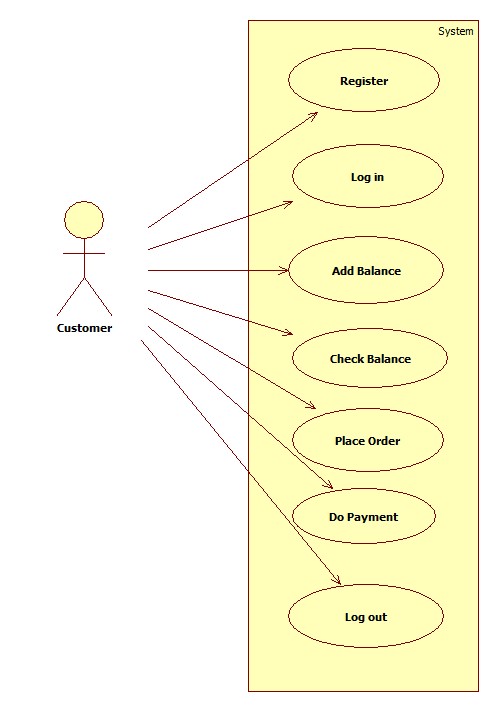 System
Register
Log in
Add Balance
Customer
Check Balance
Place Order
Do Payment
Log out